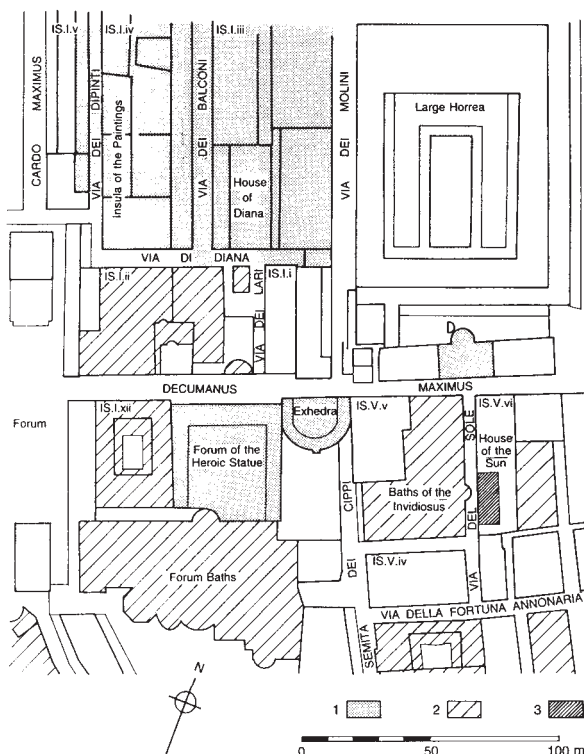 IS.I.v
IS.I.iv
IS.I.iii
CARDO MAXIMUS
VIA DEI DIPINTI
Insula of the Paintings
VIA DEI BALCONI
House of
Diana
VIA DEI MOLINI
Large Horrea
VIA DI DIANA
IS.I.ii
VIA DEI LARI
IS.I.i
D
DECUMANUS MAXIMUS
Forum
IS.I.xii
Forum of the
Heroic Statue
Exhedra
IS.V.v
Baths of the
Invidiosus
VIA DEL SOLE
IS.V.vi
House of
the Sun
Forum Baths
SEMITA DEI CIPPI
IS.V.iv
VIA DELLA FORTUNA ANNONARIA
N
1
2
3
0
50
100 m